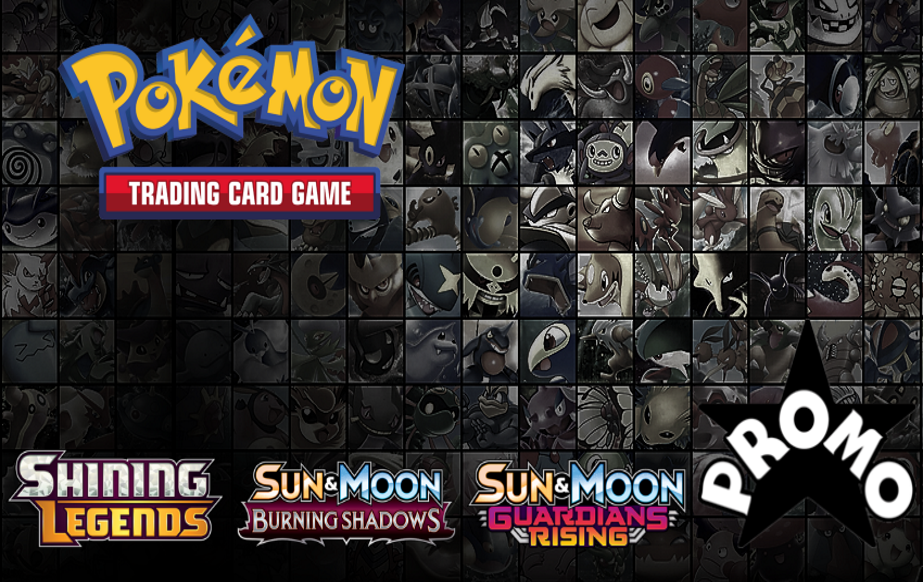 POKéMON
TRADING CARD GAME
SHINING
LEGENDS
SUN & MOON
BURNING SHADOWS
SUN & MOON
GUARDIANS
RISING
PROMO